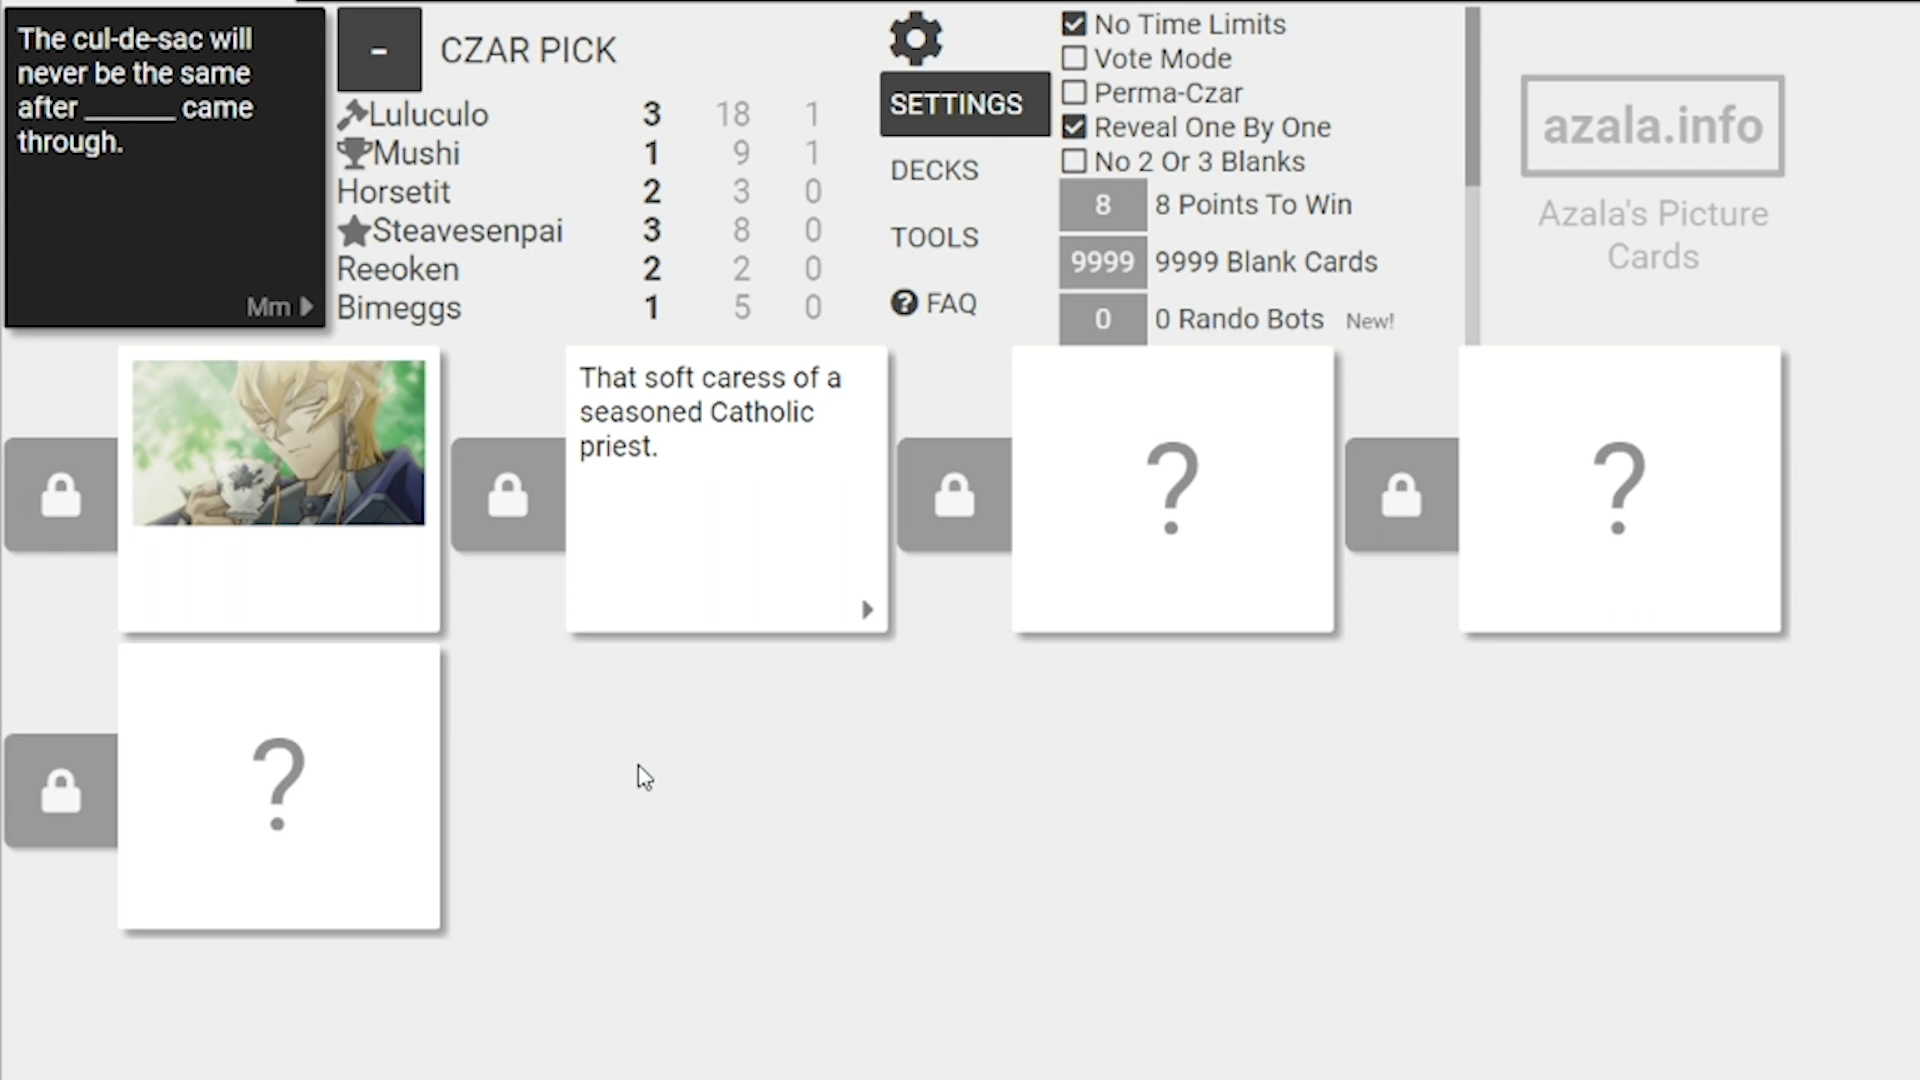 The cul-de-sac will
never be the same
after ______ came
through.
Mm
-
CZAR PICK
Luluculo 3 18 1
Mushi 1 9 1
Horsetit 2 3 0
Steavesenpai 3 8 0
Reeoken 2 2 0
Bimeggs 1 5 0
SETTINGS
DECKS
TOOLS
? FAQ
No Time Limits
Vote Mode
Perma-Czar
Reveal One By One
No 2 Or 3 Blanks
8 8 Points To Win
9999 9999 Blank Cards
0 0 Rando Bots New!
azala.info
Azala's Picture
Cards
That soft caress of a
seasoned Catholic
priest.
?
?
?